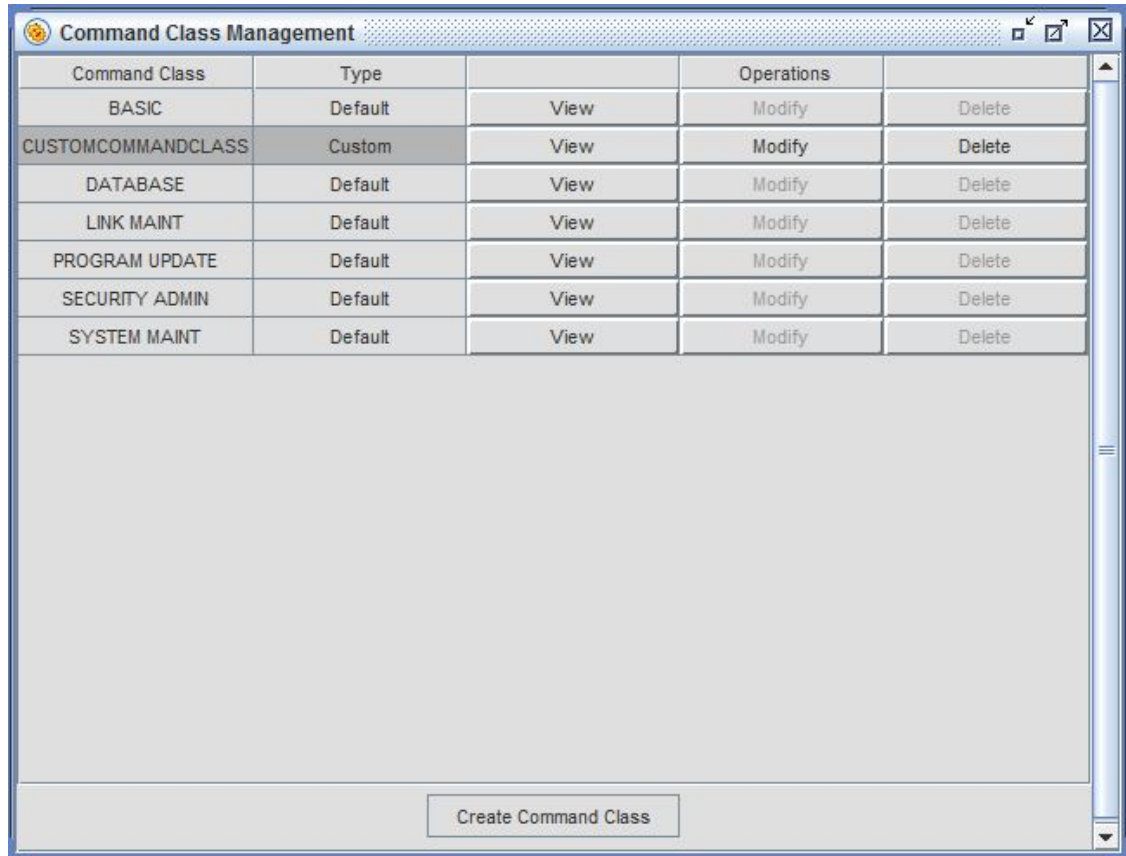 Command Class Management
Command Class Type Operations
BASIC Default View Modify Delete
CUSTOMCOMMANDCLASS Custom View Modify Delete
DATABASE Default View Modify Delete
LINK MAINT Default View Modify Delete
PROGRAM UPDATE Default View Modify Delete
SECURITY ADMIN Default View Modify Delete
SYSTEM MAINT Default View Modify Delete
Create Command Class